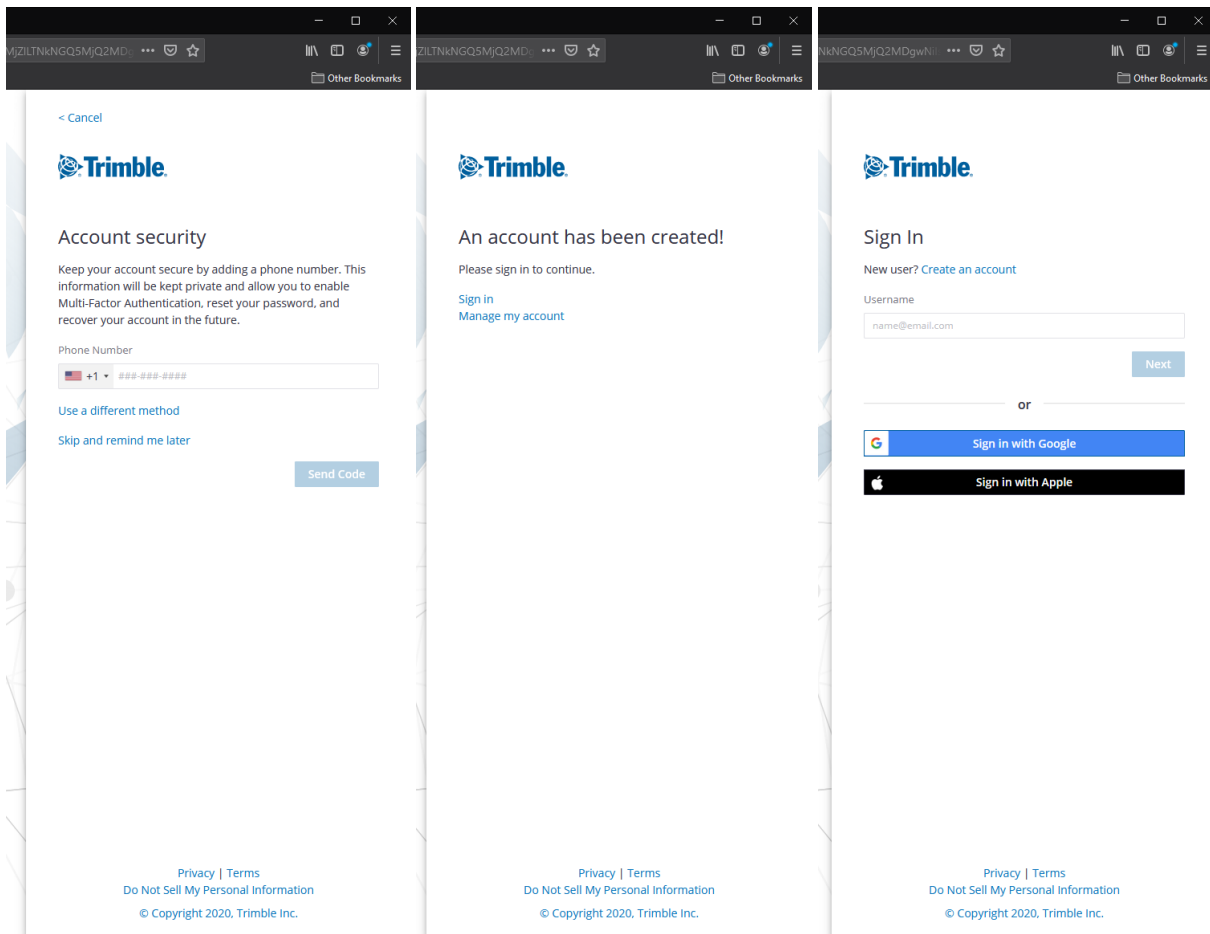 Other Bookmarks
< Cancel
Trimble.
Account security
Keep your account secure by adding a phone number. This
information will be kept private and allow you to enable
Multi-Factor Authentication, reset your password, and
recover your account in the future.
Phone Number
+1
###-###-####
Use a different method
Skip and remind me later
Send Code
Privacy | Terms
Do Not Sell My Personal Information
© Copyright 2020, Trimble Inc.
Other Bookmarks
Trimble.
An account has been created!
Please sign in to continue.
Sign in
Manage my account
Privacy | Terms
Do Not Sell My Personal Information
© Copyright 2020, Trimble Inc.
Other Bookmarks
Trimble.
Sign In
New user? Create an account
Username
name@email.com
Next
or
Sign in with Google
Sign in with Apple
Privacy | Terms
Do Not Sell My Personal Information
© Copyright 2020, Trimble Inc.